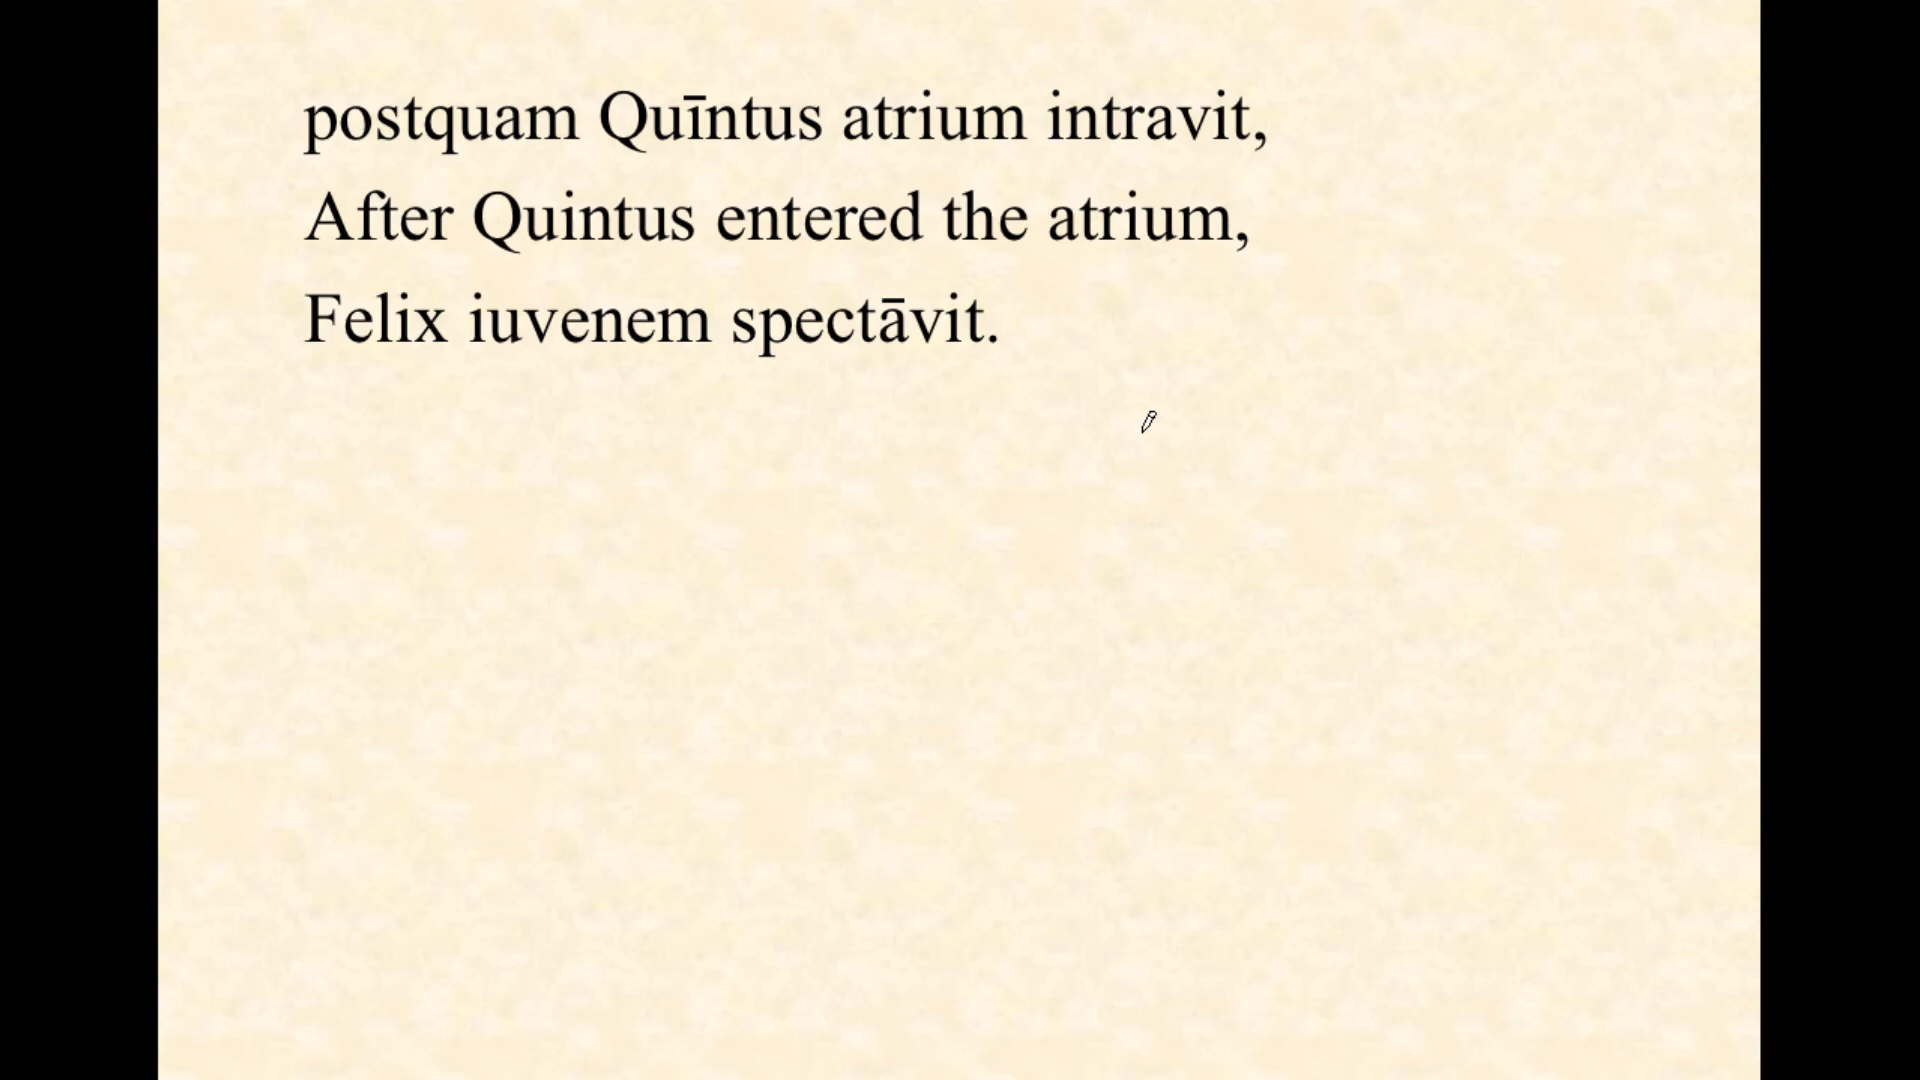 postquam Quīntus atrium intravit,
After Quintus entered the atrium,
Felix iuvenem spectāvit.